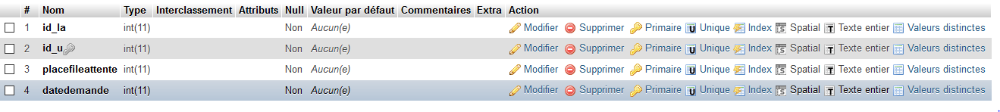 # Nom Type Interclassement Attributs Null Valeur par défaut Commentaires Extra Action
1 id_la int(11) Non Aucun(e) Modifier Supprimer Primaire Unique Index Spatial Texte entier Valeurs distinctes
2 id_u int(11) Non Aucun(e) Modifier Supprimer Primaire Unique Index Spatial Texte entier Valeurs distinctes
3 placefileattente int(11) Non Aucun(e) Modifier Supprimer Primaire Unique Index Spatial Texte entier Valeurs distinctes
4 datedemande int(11) Non Aucun(e) Modifier Supprimer Primaire Unique Index Spatial Texte entier Valeurs distinctes